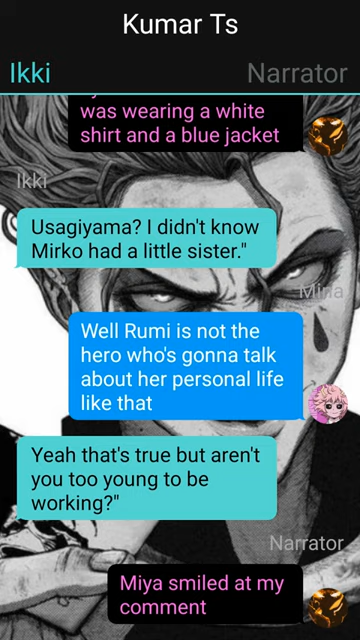 Kumar Ts
Ikki
Narrator
was wearing a white
shirt and a blue jacket
Ikki
Usagiyama? I didn't know
Mirko had a little sister."
Mina
Well Rumi is not the
hero who's gonna talk
about her personal life
like that
Yeah that's true but aren't
you too young to be
working?"
Narrator
Miya smiled at my
comment